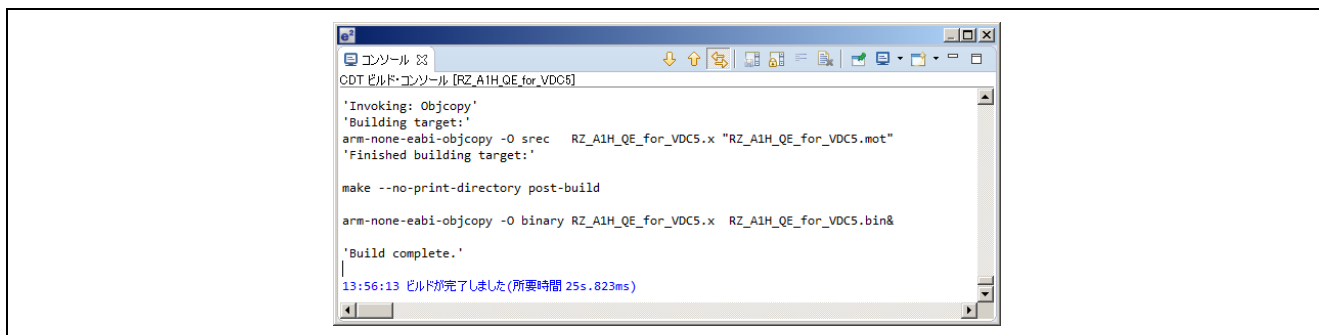 e²
コンソール
CDT ビルド・コンソール [RZ_A1H_QE_for_VDC5]
'Invoking: Objcopy'
'Building target:'
arm-none-eabi-objcopy -O srec   RZ_A1H_QE_for_VDC5.x "RZ_A1H_QE_for_VDC5.mot"
'Finished building target:'
make --no-print-directory post-build
arm-none-eabi-objcopy -O binary RZ_A1H_QE_for_VDC5.x  RZ_A1H_QE_for_VDC5.bin&
'Build complete.'
13:56:13 ビルドが完了しました(所要時間 25s.823ms)